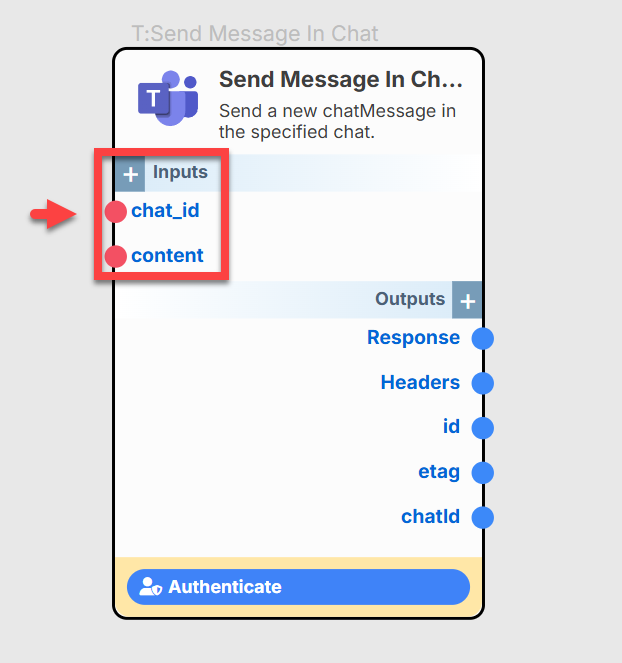 T:Send Message In Chat
Send Message In Ch...
T
Send a new chatMessage in
the specified chat.
+ Inputs
chat_id
content
Outputs +
Response
Headers
id
etag
chatId
Authenticate